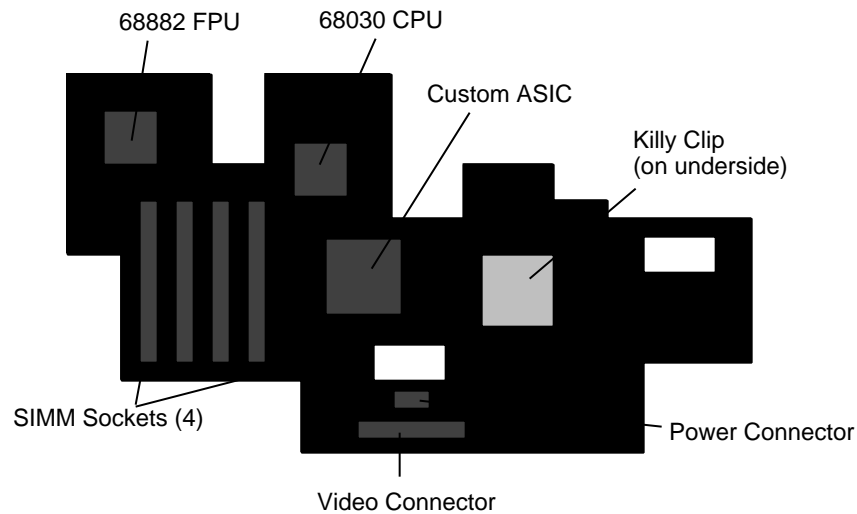 68882 FPU
68030 CPU
Custom ASIC
Killy Clip
(on underside)
SIMM Sockets (4)
Power Connector
Video Connector